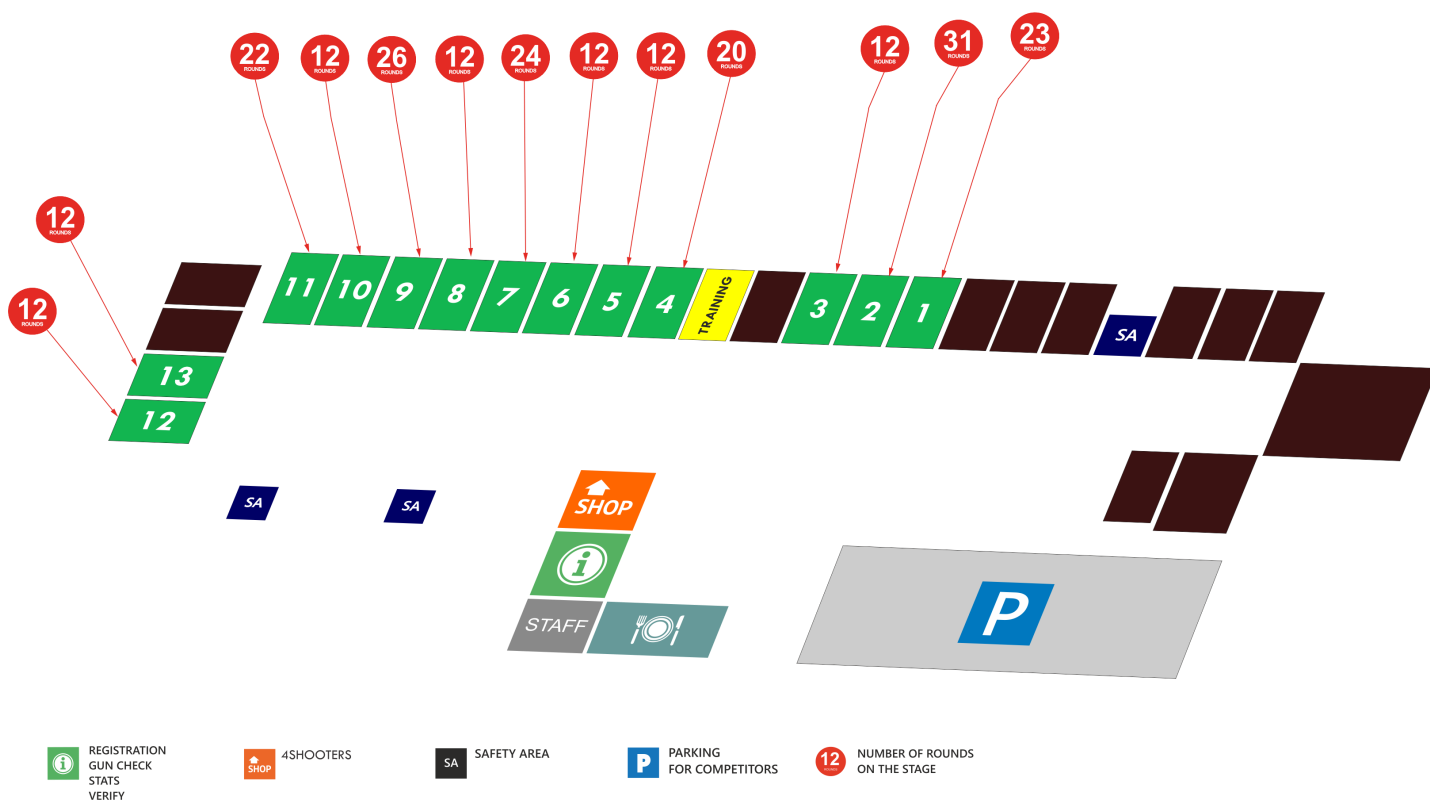 22
ROUNDS
12
ROUNDS
26
ROUNDS
12
ROUNDS
24
ROUNDS
12
ROUNDS
12
ROUNDS
20
ROUNDS
12
ROUNDS
31
ROUNDS
23
ROUNDS
12
ROUNDS
12
ROUNDS
11
10
9
8
7
6
5
4
TRAINING
3
2
1
SA
13
12
SA
SA
SHOP
i
STAFF
P
i
REGISTRATION
GUN CHECK
STATS
VERIFY
SHOP
4SHOOTERS
SA
SAFETY AREA
P
PARKING
FOR COMPETITORS
12
ROUNDS
NUMBER OF ROUNDS
ON THE STAGE